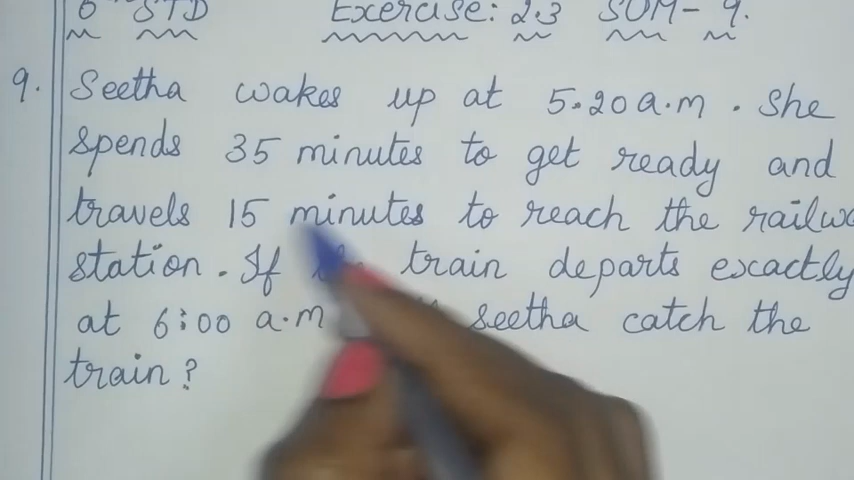 6 STD Exercise: 2.3 SUM- 9.
9. Seetha wakes up at 5.20 a.m. She
spends 35 minutes to get ready and
travels 15 minutes to reach the
station. If train departs exactly
at 6:00 a.m seetha catch the
train?